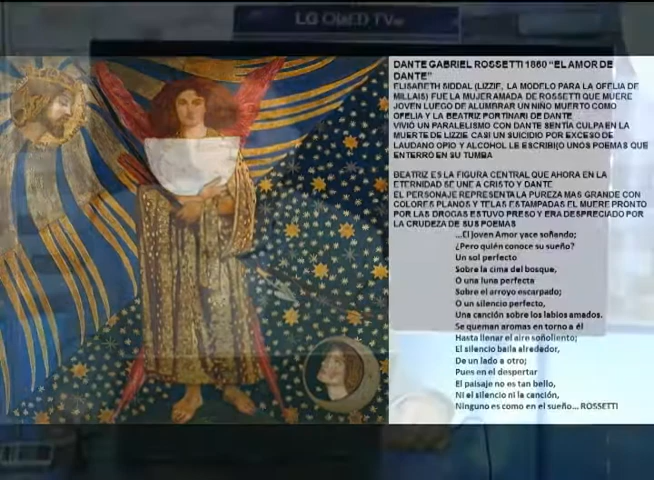 LG OLED TV
DANTE GABRIEL ROSSETTI 1860 "EL AMOR DE
DANTE"
ELISABETH SIDDAL (LIZZIE, LA MODELO PARA LA OFELIA DE
MILLAIS) FUE LA MUJER AMADA DE ROSSETTI QUE MUERE
JOVEN LUEGO DE ALUMBRAR UN NIÑO MUERTO COMO
OFELIA Y LA BEATRIZ PORTINARI DE DANTE
VIVIÓ UN PARALELISMO CON DANTE SENTÍA CULPA EN LA
MUERTE DE LIZZIE CASI UN SUICIDIO POR EXCESO DE
LAUDANO OPIO Y ALCOHOL LE ESCRIBIÓ UNOS POEMAS QUE
ENTERRÓ EN SU TUMBA
BEATRIZ ES LA FIGURA CENTRAL QUE AHORA EN LA
ETERNIDAD SE UNE A CRISTO Y DANTE
EL PERSONAJE REPRESENTA LA PUREZA MAS GRANDE CON
COLORES PLANOS Y TELAS ESTAMPADAS EL MUERE PRONTO
POR LAS DROGAS ESTUVO PRESO Y ERA DESPRECIADO POR
LA CRUDEZA DE SUS POEMAS
...El joven Amor yace soñando;
¿Pero quién conoce su sueño?
Un sol perfecto
Sobre la cima del bosque,
O una luna perfecta
Sobre el arroyo escarpado;
O un silencio perfecto,
Una canción sobre los labios amados.
Se queman aromas en torno a él
Hasta llenar el aire soñoliento;
El silencio baila alrededor,
De un lado a otro;
Pues en el despertar
El paisaje no es tan bello,
Ni el silencio ni la canción,
Ninguno es como en el sueño... ROSSETTI